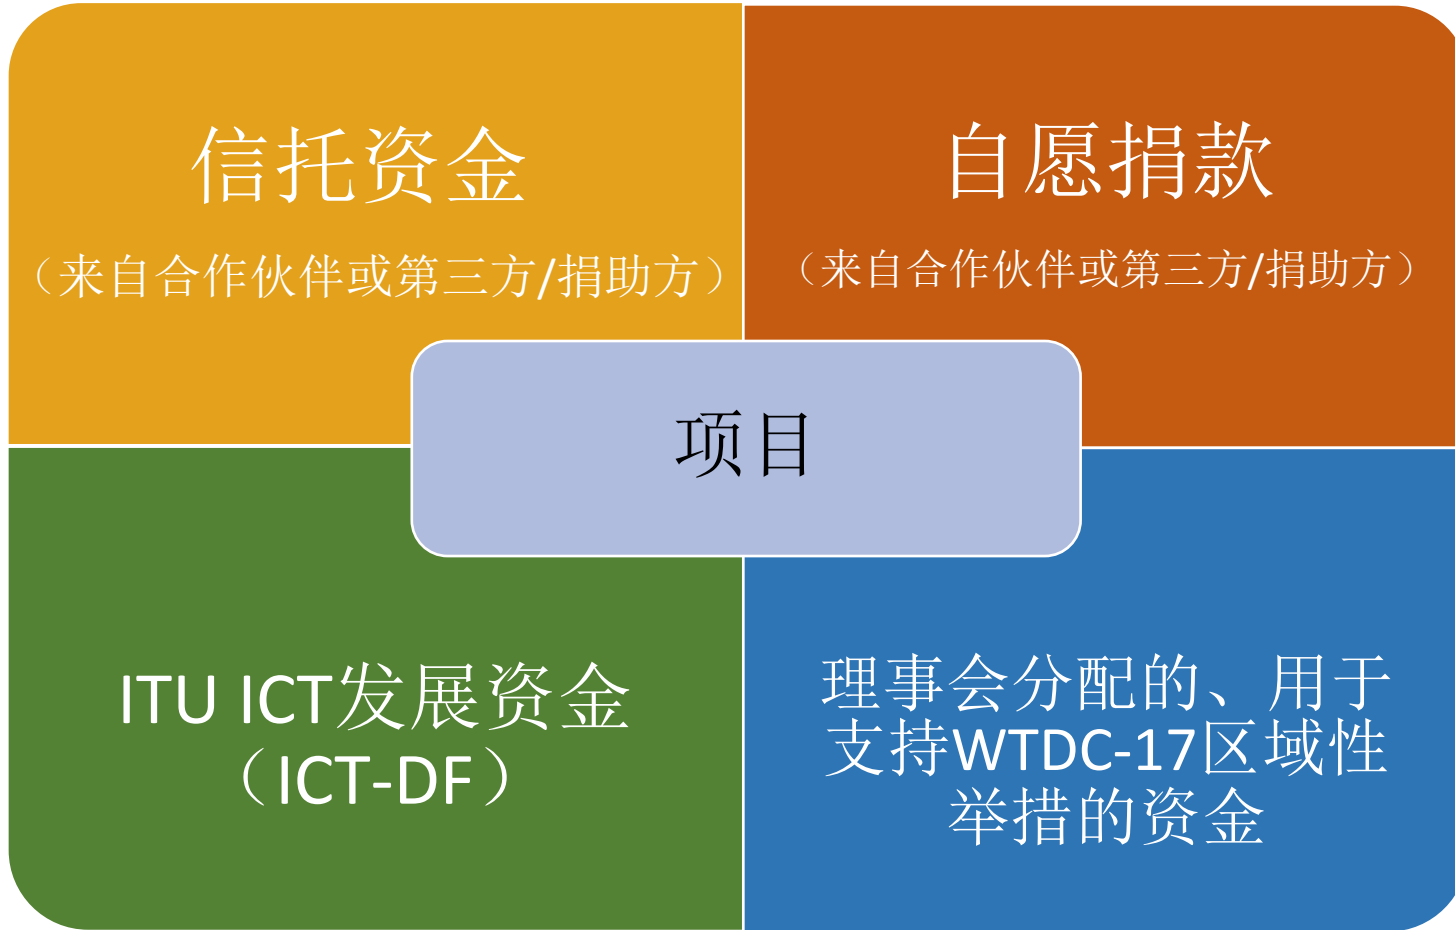 信托资金
（来自合作伙伴或第三方/捐助方）
自愿捐款
（来自合作伙伴或第三方/捐助方）
项目
ITU ICT发展资金
（ICT-DF）
理事会分配的、用于
支持WTDC-17区域性
举措的资金